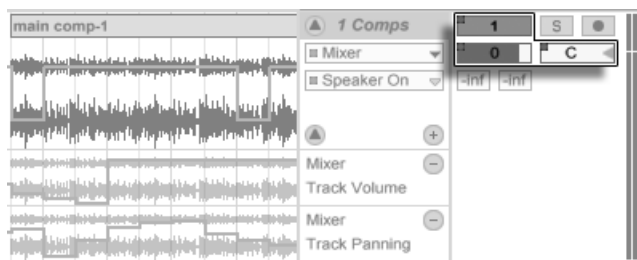 main comp-1
1 Comps
1
S
Mixer
0
C
Speaker On
-inf
-inf
Mixer
Track Volume
Mixer
Track Panning